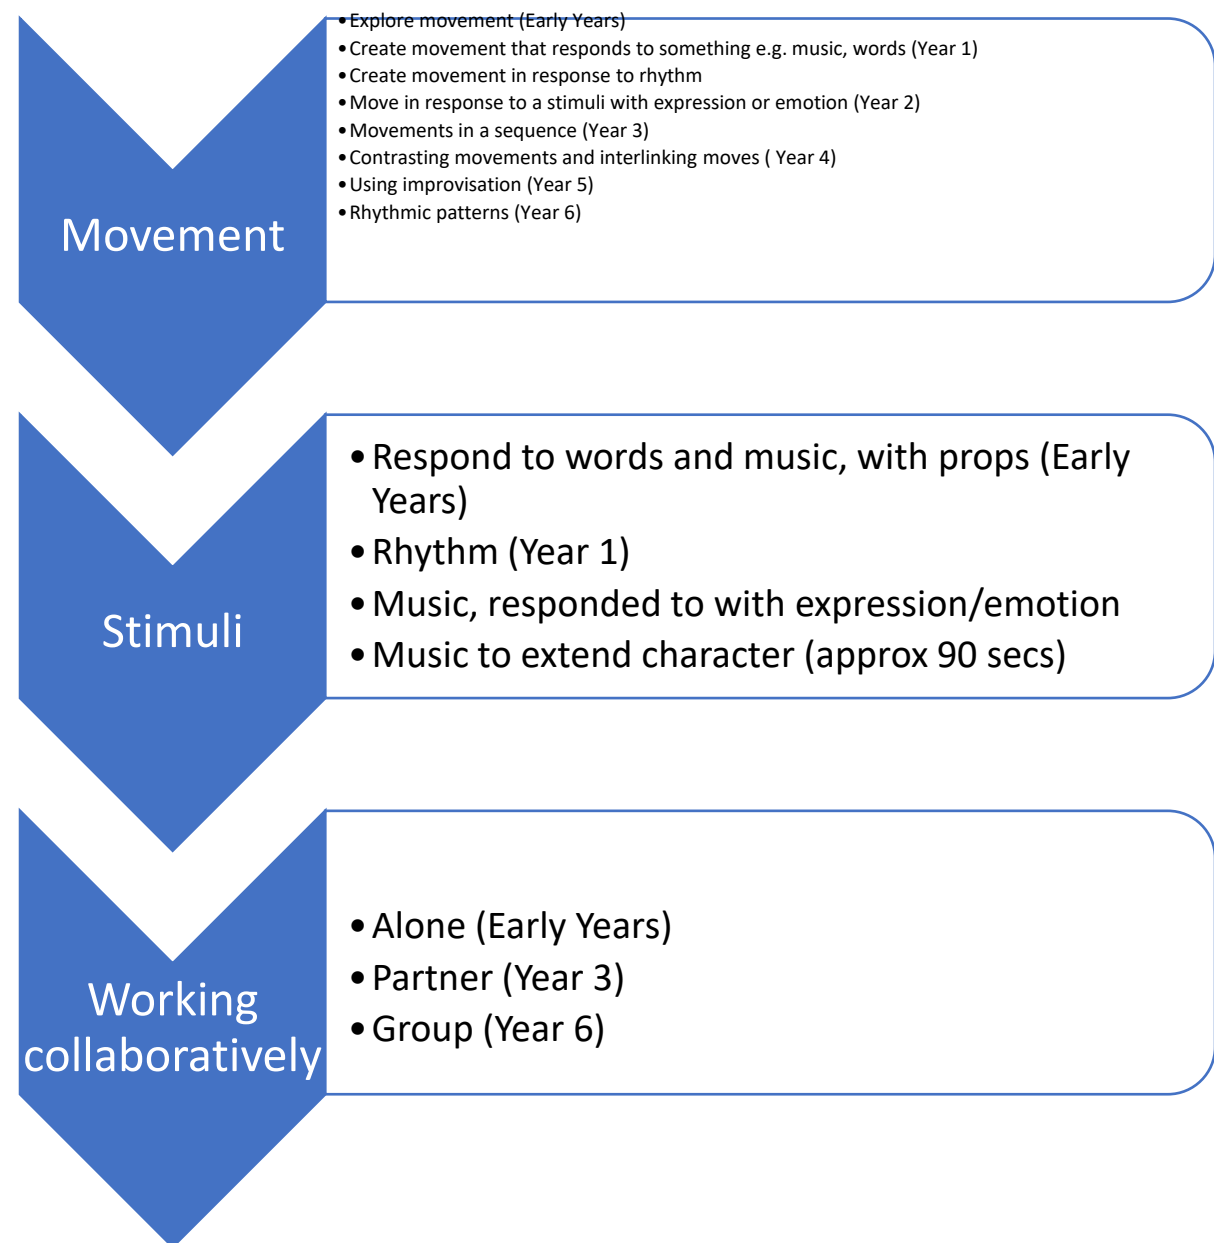 Movement
•Explore movement (Early Years)
•Create movement that responds to something e.g. music, words (Year 1)
•Create movement in response to rhythm
•Move in response to a stimuli with expression or emotion (Year 2)
•Movements in a sequence (Year 3)
•Contrasting movements and interlinking moves ( Year 4)
•Using improvisation (Year 5)
•Rhythmic patterns (Year 6)
Stimuli
•Respond to words and music, with props (Early
Years)
•Rhythm (Year 1)
•Music, responded to with expression/emotion
•Music to extend character (approx 90 secs)
Working
collaboratively
•Alone (Early Years)
•Partner (Year 3)
•Group (Year 6)